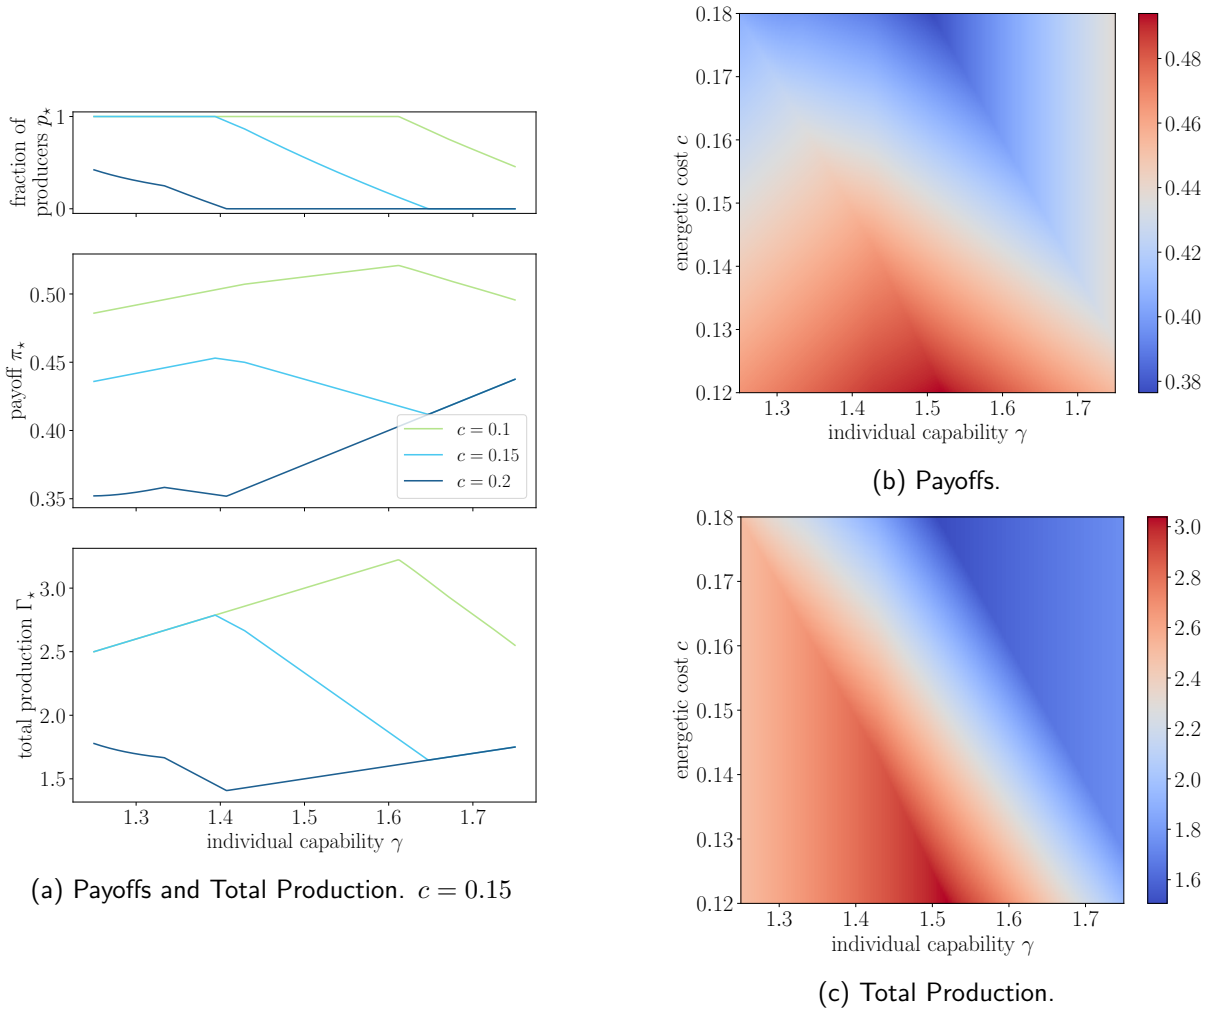 fraction of
producers p⋆
1
0
payoff π⋆
0.50
0.45
0.40
0.35
c = 0.1
c = 0.15
c = 0.2
total production Γ⋆
3.0
2.5
2.0
1.5
1.3 1.4 1.5 1.6 1.7
individual capability γ
(a) Payoffs and Total Production. c = 0.15
energetic cost c
0.18
0.17
0.16
0.15
0.14
0.13
0.12
1.3 1.4 1.5 1.6 1.7
individual capability γ
0.48
0.46
0.44
0.42
0.40
0.38
(b) Payoffs.
energetic cost c
0.18
0.17
0.16
0.15
0.14
0.13
0.12
1.3 1.4 1.5 1.6 1.7
individual capability γ
3.0
2.8
2.6
2.4
2.2
2.0
1.8
1.6
(c) Total Production.